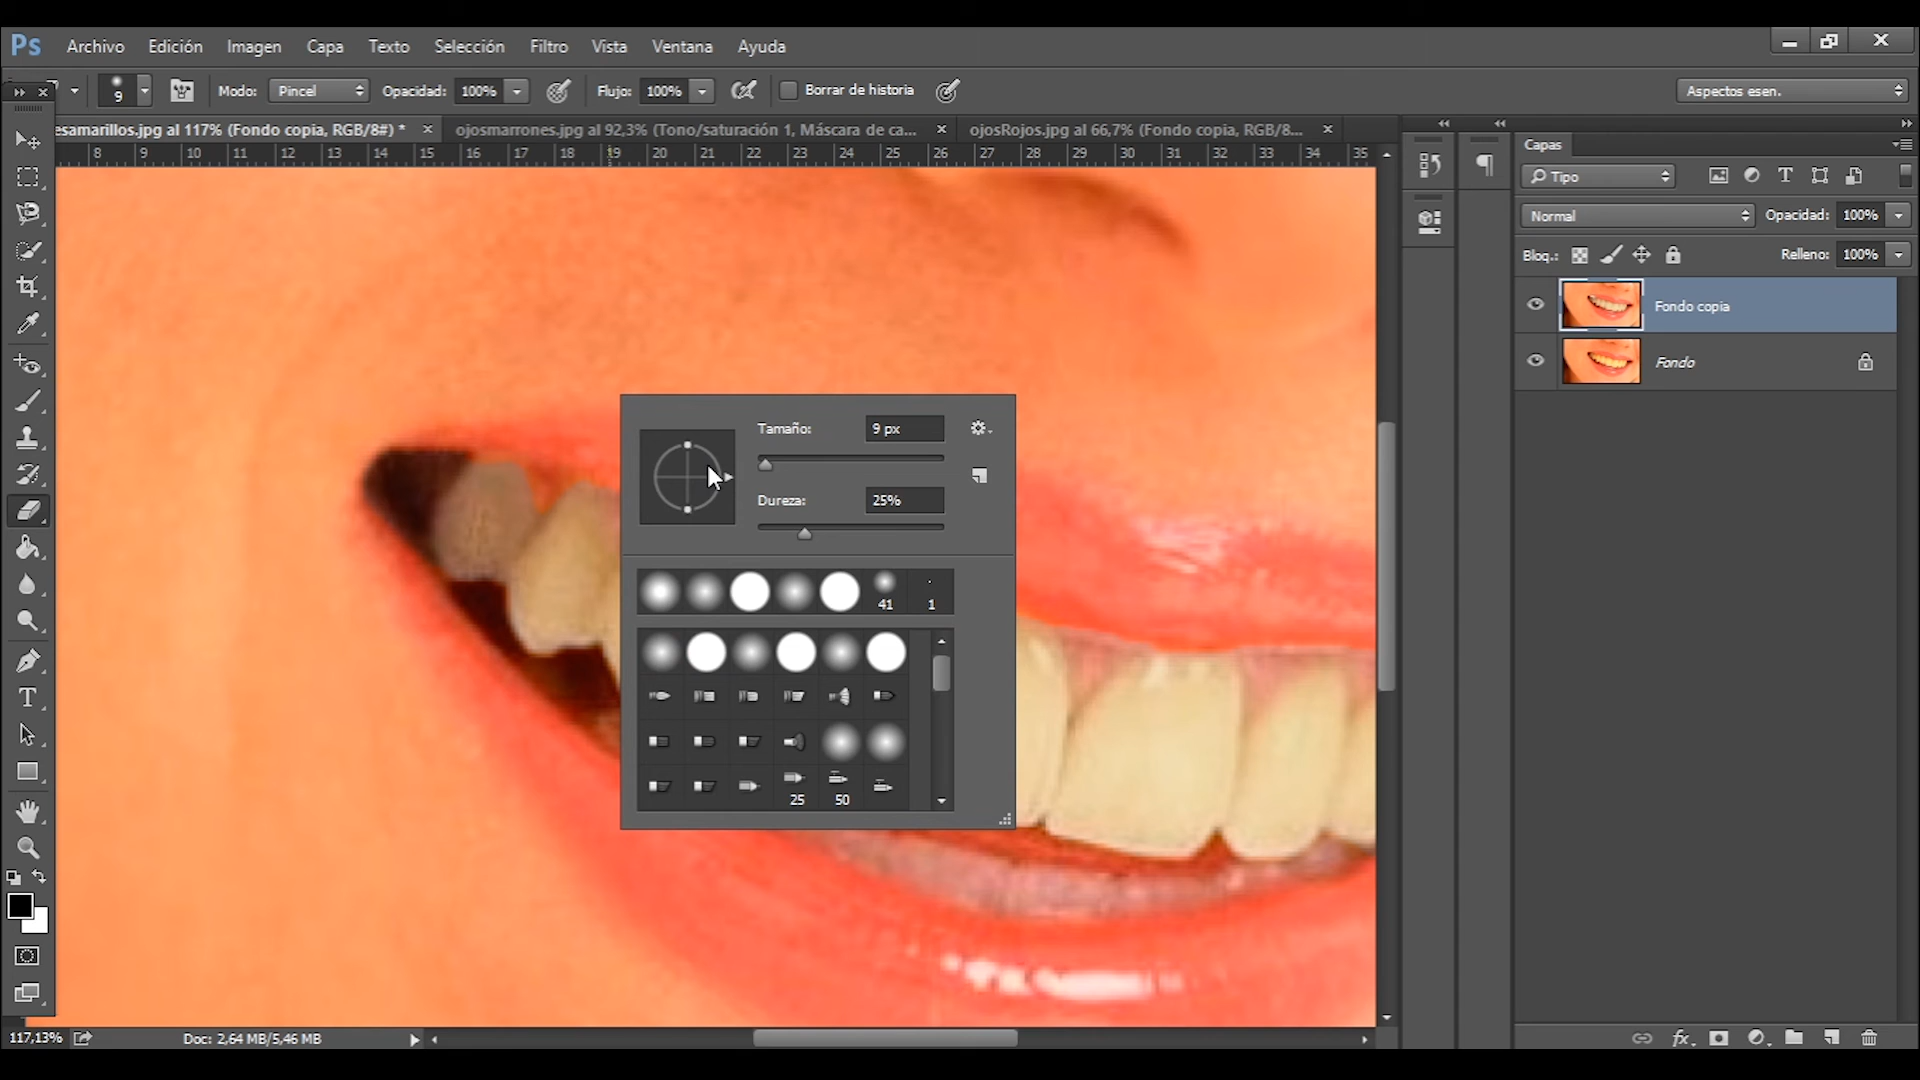 Ps Archivo Edición Imagen Capa Texto Selección Filtro Vista Ventana Ayuda
9 Modo: Pincel Opacidad: 100% Flujo: 100% Borrar de historia Aspectos esen.
esamarillos.jpg al 117% (Fondo copia, RGB/8#) * × ojosmarrones.jpg al 92,3% (Tono/saturación 1, Máscara de ca... × ojosRojos.jpg al 66,7% (Fondo copia, RGB/8... ×
8 9 10 11 12 13 14 15 16 17 18 19 20 21 22 23 24 25 26 27 28 29 30 31 32 33 34 35
Capas
Tipo
Normal Opacidad: 100%
Bloq.: Relleno: 100%
Fondo copia
Fondo
Tamaño: 9 px
Dureza: 25%
41 1
25 50
117,13% Doc: 2,64 MB/5,46 MB